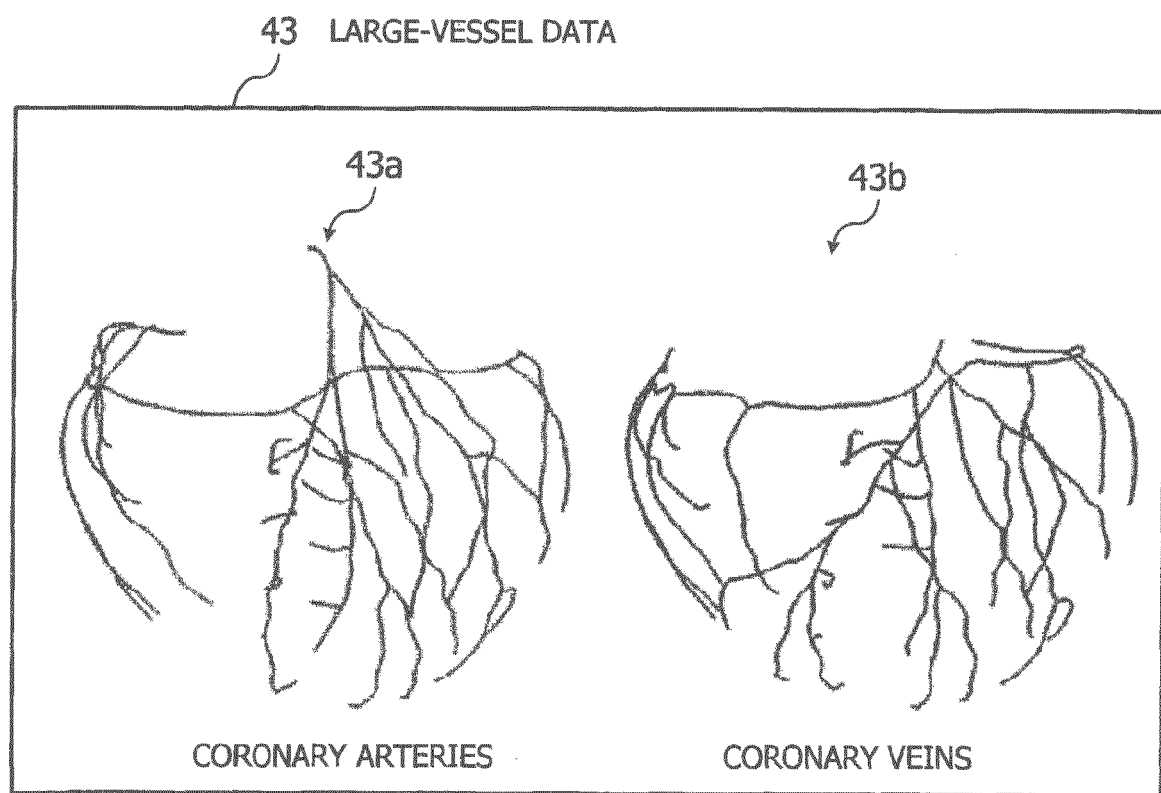 43 LARGE-VESSEL DATA
43a
43b
CORONARY ARTERIES
CORONARY VEINS